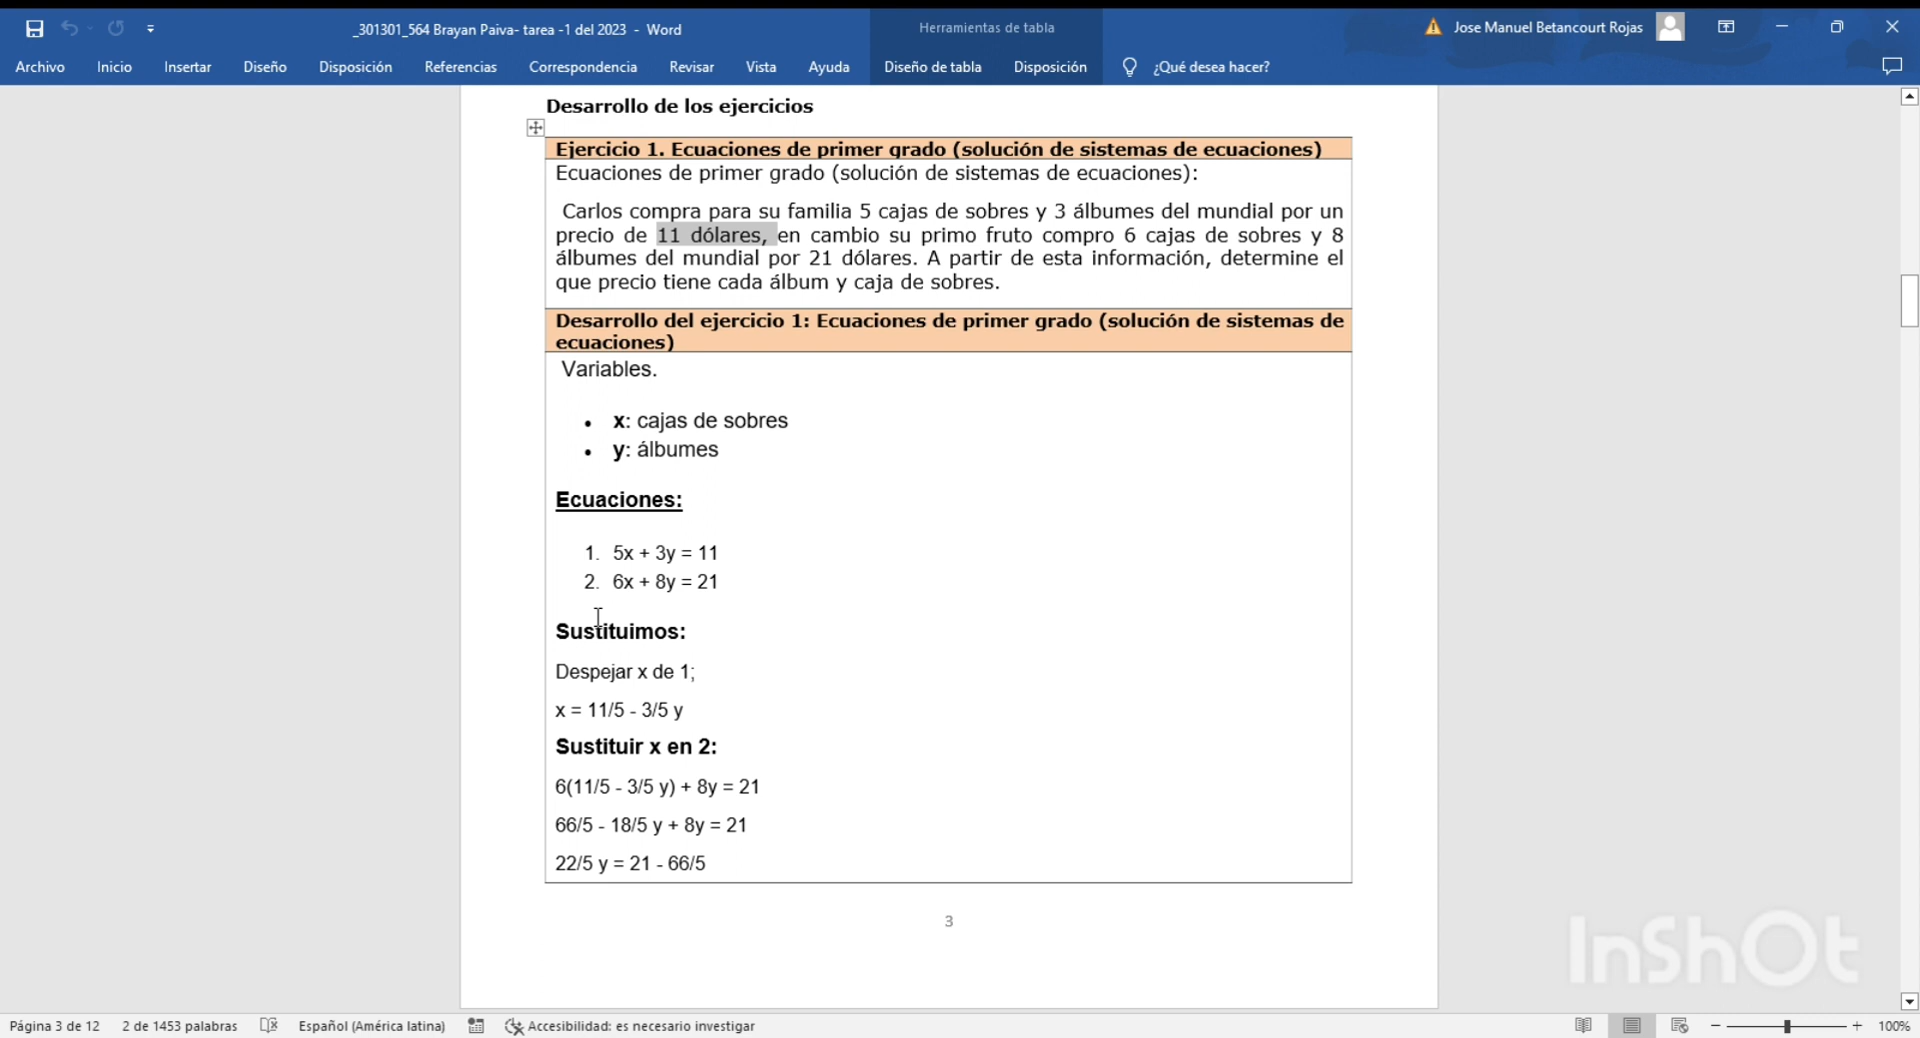 _301301_564 Brayan Paiva- tarea -1 del 2023 - Word
Herramientas de tabla
Jose Manuel Betancourt Rojas
Archivo Inicio Insertar Diseño Disposición Referencias Correspondencia Revisar Vista Ayuda Diseño de tabla Disposición ¿Qué desea hacer?
Desarrollo de los ejercicios
Ejercicio 1. Ecuaciones de primer grado (solución de sistemas de ecuaciones)
Ecuaciones de primer grado (solución de sistemas de ecuaciones):
Carlos compra para su familia 5 cajas de sobres y 3 álbumes del mundial por un
precio de 11 dólares, en cambio su primo fruto compro 6 cajas de sobres y 8
álbumes del mundial por 21 dólares. A partir de esta información, determine el
que precio tiene cada álbum y caja de sobres.
Desarrollo del ejercicio 1: Ecuaciones de primer grado (solución de sistemas de
ecuaciones)
Variables.
• x: cajas de sobres
• y: álbumes
Ecuaciones:
1. 5x + 3y = 11
2. 6x + 8y = 21
Sustituimos:
Despejar x de 1;
x = 11/5 - 3/5 y
Sustituir x en 2:
6(11/5 - 3/5 y) + 8y = 21
66/5 - 18/5 y + 8y = 21
22/5 y = 21 - 66/5
3
InShOt
Página 3 de 12 2 de 1453 palabras Español (América latina) Accesibilidad: es necesario investigar 100%